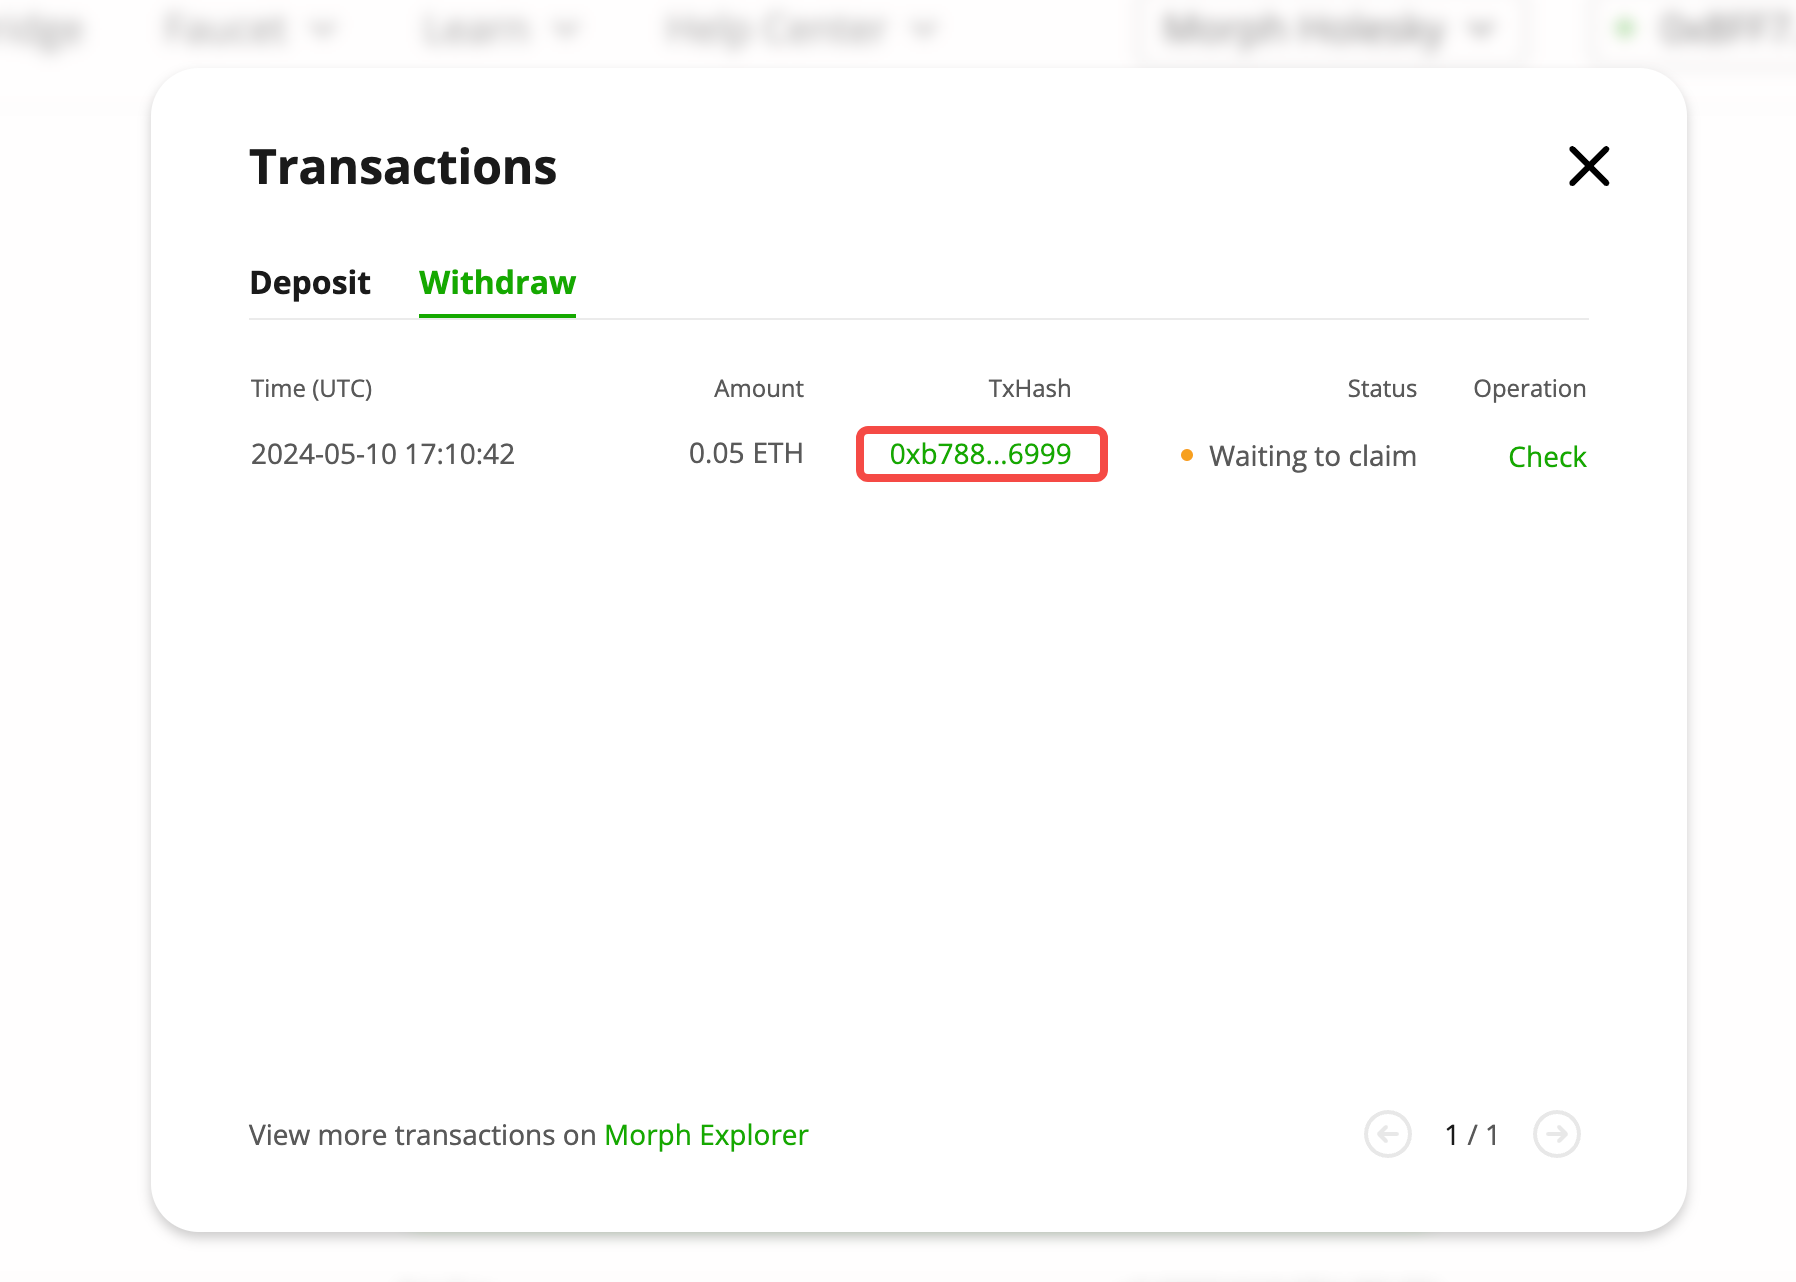 Faucet Learn Help Center Morph Holesky
Transactions
Deposit Withdraw
Time (UTC) Amount TxHash Status Operation
2024-05-10 17:10:42 0.05 ETH 0xb788...6999 Waiting to claim Check
View more transactions on Morph Explorer 1 / 1